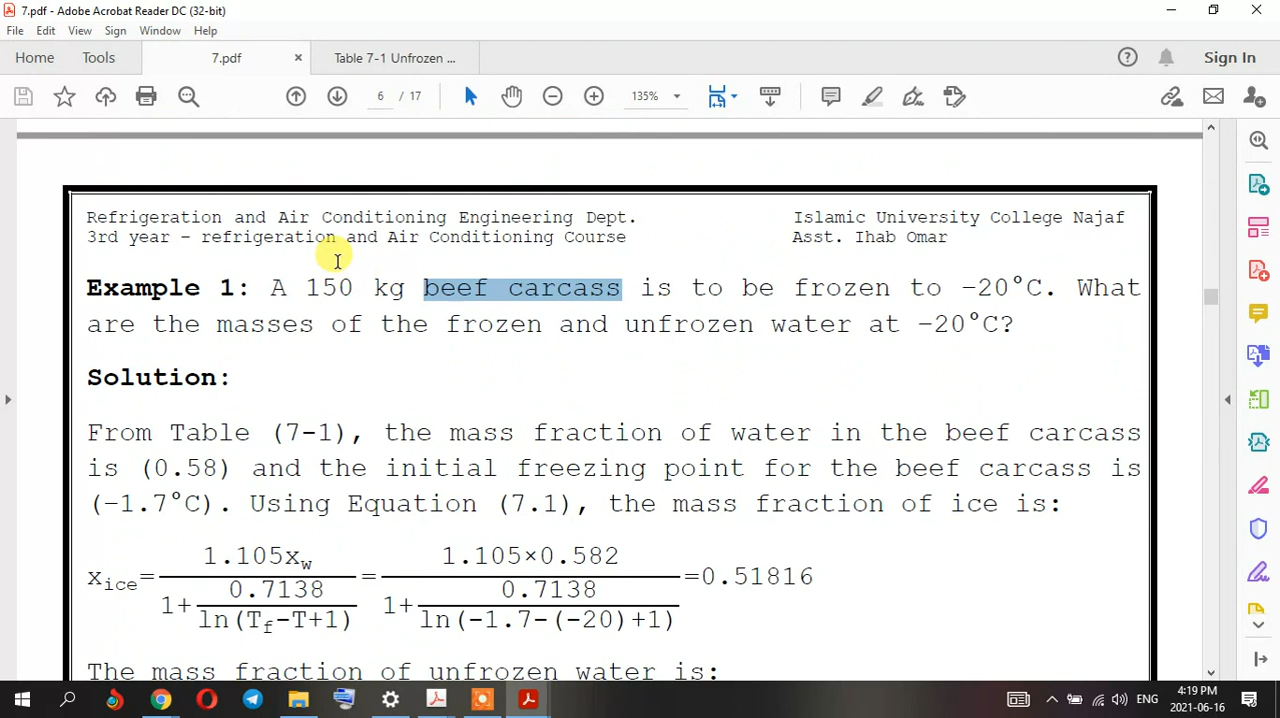 7.pdf - Adobe Acrobat Reader DC (32-bit)
File Edit View Sign Window Help
Home Tools 7.pdf × Table 7-1 Unfrozen ... Sign In
6 / 17 135%
Refrigeration and Air Conditioning Engineering Dept. Islamic University College Najaf
3rd year - refrigeration and Air Conditioning Course Asst. Ihab Omar
Example 1: A 150 kg beef carcass is to be frozen to −20°C. What
are the masses of the frozen and unfrozen water at −20°C?
Solution:
From Table (7-1), the mass fraction of water in the beef carcass
is (0.58) and the initial freezing point for the beef carcass is
(−1.7°C). Using Equation (7.1), the mass fraction of ice is:
1.105xw 1.105×0.582
xice= = =0.51816
0.7138 0.7138
1+ 1+
ln(Tf-T+1) ln(-1.7-(-20)+1)
The mass fraction of unfrozen water is:
ENG 4:19 PM
2021-06-16